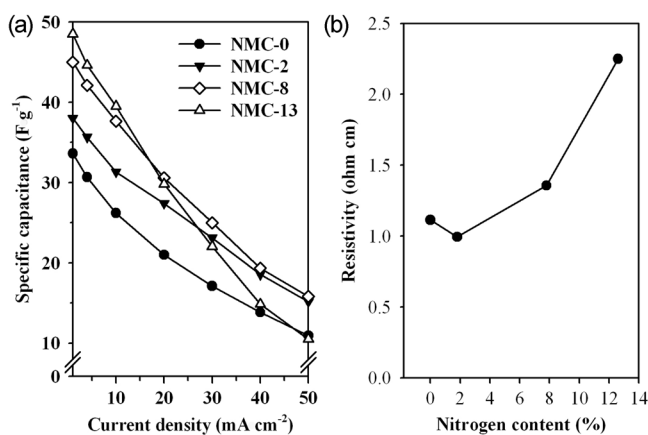 (a)
50
40
30
20
10
0
Specific capacitance (F g⁻¹)
NMC-0
NMC-2
NMC-8
NMC-13
10 20 30 40 50
Current density (mA cm⁻²)
(b)
2.5
2.0
1.5
1.0
0.5
0.0
Resistivity (ohm cm)
0 2 4 6 8 10 12 14
Nitrogen content (%)